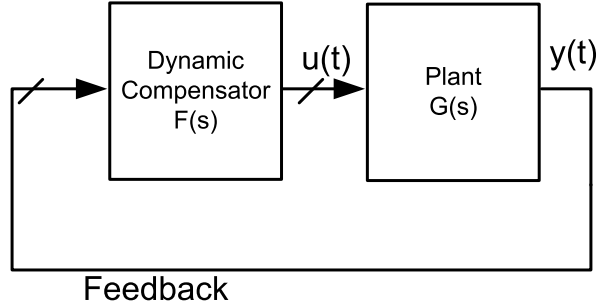 Dynamic
Compensator
F(s)
u(t)
Plant
G(s)
y(t)
Feedback